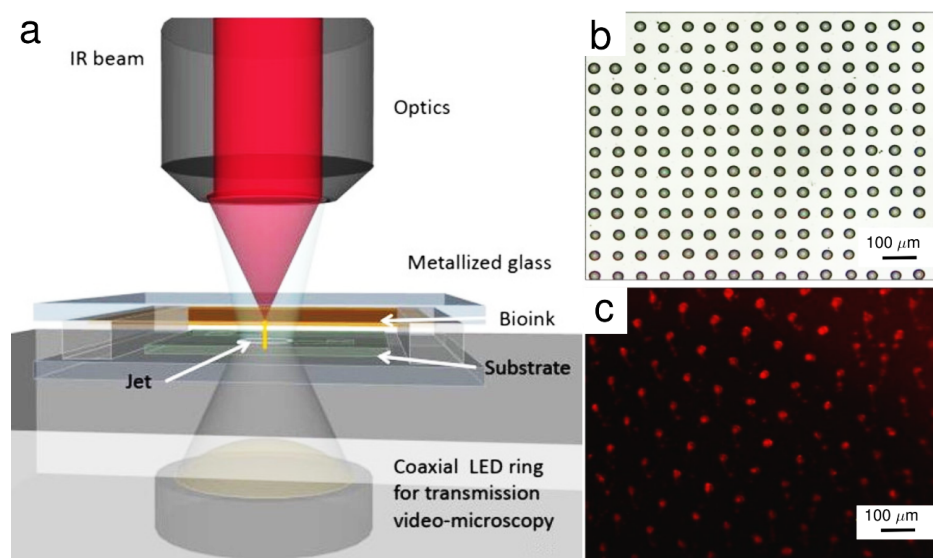 a
IR beam
Optics
Metallized glass
Bioink
Jet
Substrate
Coaxial LED ring
for transmission
video-microscopy
b
100 μm
c
100 μm